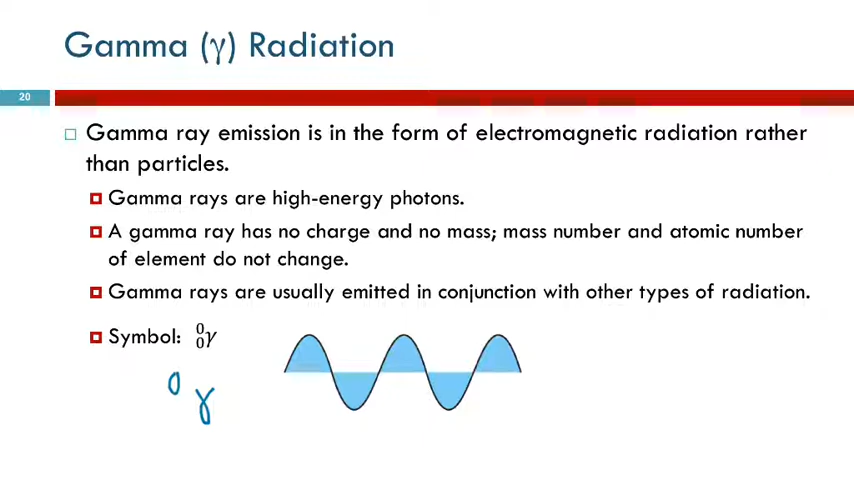 Gamma (γ) Radiation
20
Gamma ray emission is in the form of electromagnetic radiation rather
than particles.
Gamma rays are high-energy photons.
A gamma ray has no charge and no mass; mass number and atomic number
of element do not change.
Gamma rays are usually emitted in conjunction with other types of radiation.
Symbol: ⁰₀γ
⁰γ